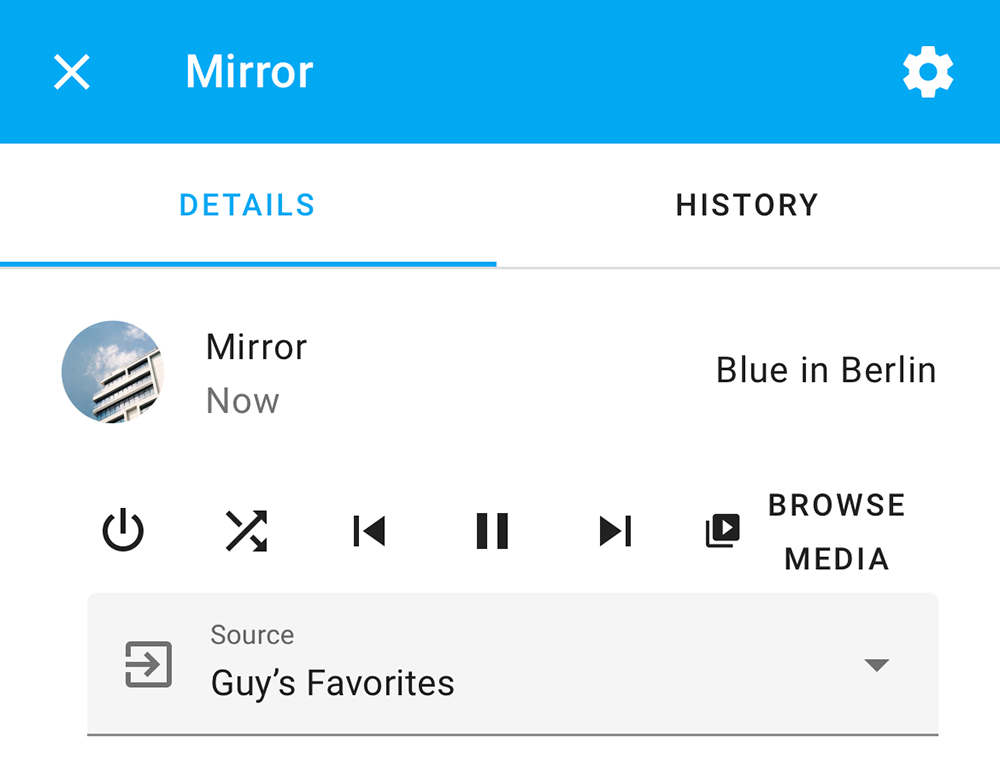 Mirror
DETAILS
HISTORY
Mirror
Now
Blue in Berlin
BROWSE
MEDIA
Source
Guy’s Favorites